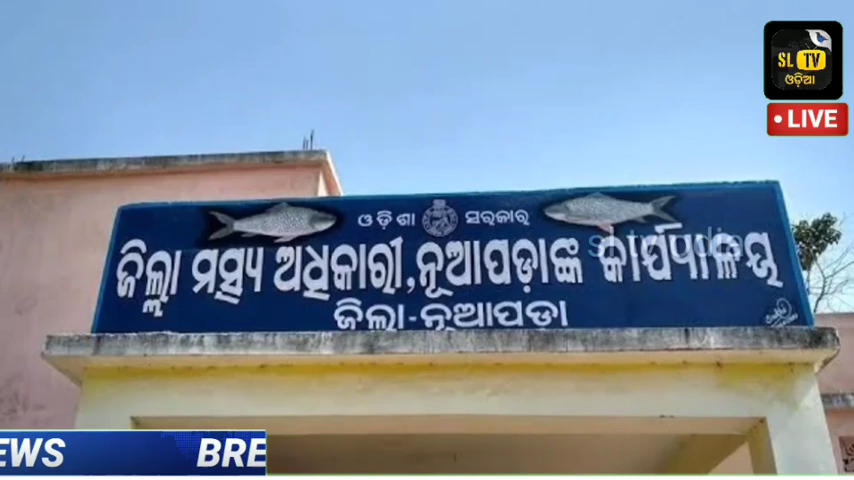 SL TV
ଓଡ଼ିଆ
LIVE
ଓଡ଼ିଶା ସରକାର
ଜିଲ୍ଲା ମତ୍ସ୍ୟ ଅଧିକାରୀ,ନୂଆପଡ଼ାଙ୍କ କାର୍ଯ୍ୟାଳୟ
ଜିଲା-ନୂଆପଡା
EWS BRE